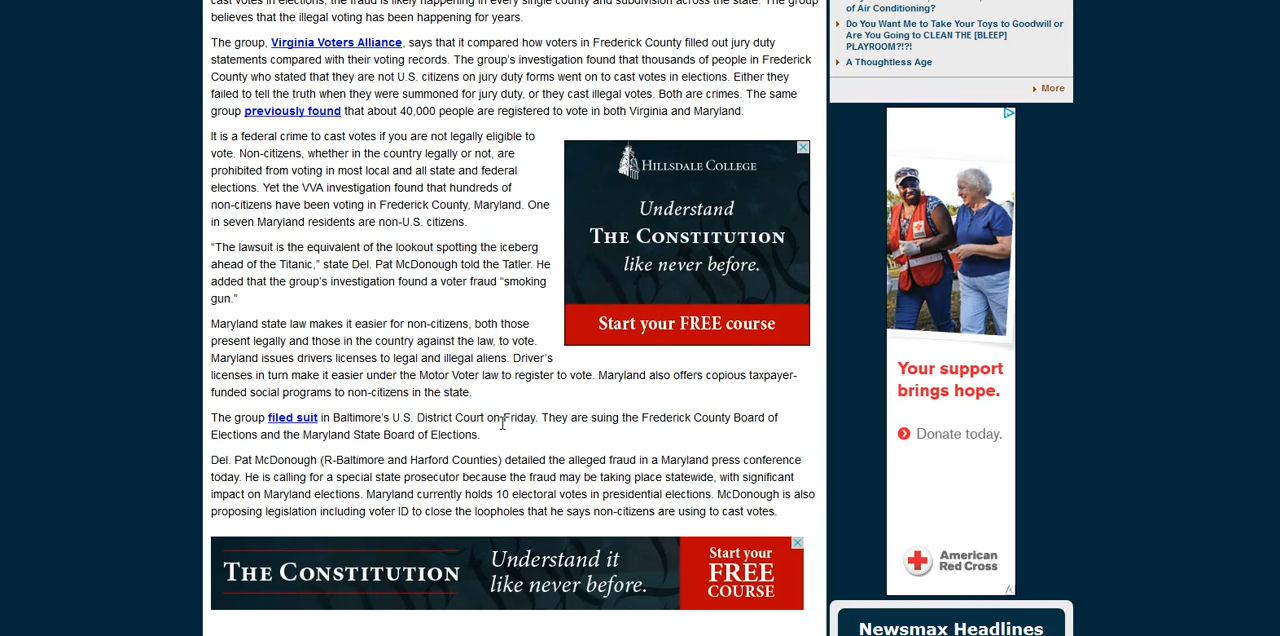 cast votes in elections, the fraud is likely happening in every single county and subdivision across the state. The group
believes that the illegal voting has been happening for years.
The group, Virginia Voters Alliance, says that it compared how voters in Frederick County filled out jury duty
statements compared with their voting records. The group's investigation found that thousands of people in Frederick
County who stated that they are not U.S. citizens on jury duty forms went on to cast votes in elections. Either they
failed to tell the truth when they were summoned for jury duty, or they cast illegal votes. Both are crimes. The same
group previously found that about 40,000 people are registered to vote in both Virginia and Maryland.
It is a federal crime to cast votes if you are not legally eligible to
vote. Non-citizens, whether in the country legally or not, are
prohibited from voting in most local and all state and federal
elections. Yet the VVA investigation found that hundreds of
non-citizens have been voting in Frederick County, Maryland. One
in seven Maryland residents are non-U.S. citizens.
“The lawsuit is the equivalent of the lookout spotting the iceberg
ahead of the Titanic,” state Del. Pat McDonough told the Tatler. He
added that the group's investigation found a voter fraud “smoking
gun.”
Maryland state law makes it easier for non-citizens, both those
present legally and those in the country against the law, to vote.
Maryland issues drivers licenses to legal and illegal aliens. Driver's
licenses in turn make it easier under the Motor Voter law to register to vote. Maryland also offers copious taxpayer-
funded social programs to non-citizens in the state.
The group filed suit in Baltimore's U.S. District Court on Friday. They are suing the Frederick County Board of
Elections and the Maryland State Board of Elections.
Del. Pat McDonough (R-Baltimore and Harford Counties) detailed the alleged fraud in a Maryland press conference
today. He is calling for a special state prosecutor because the fraud may be taking place statewide, with significant
impact on Maryland elections. Maryland currently holds 10 electoral votes in presidential elections. McDonough is also
proposing legislation including voter ID to close the loopholes that he says non-citizens are using to cast votes.
HILLSDALE COLLEGE
Understand
THE CONSTITUTION
like never before.
Start your FREE course
THE CONSTITUTION
Understand it
like never before.
Start your
FREE
COURSE
of Air Conditioning?
Do You Want Me to Take Your Toys to Goodwill or
Are You Going to CLEAN THE [BLEEP]
PLAYROOM?!?!
A Thoughtless Age
More
Your support
brings hope.
Donate today.
American
Red Cross
Newsmax Headlines